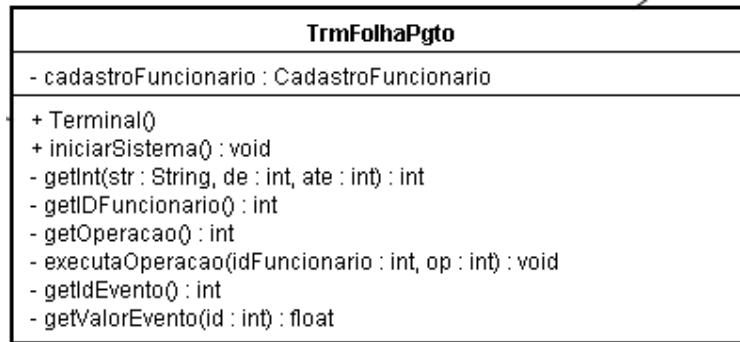 TrmFolhaPgto
- cadastroFuncionario : CadastroFuncionario
+ Terminal()
+ iniciarSistema() : void
- getInt(str : String, de : int, ate : int) : int
- getIDFuncionario() : int
- getOperacao() : int
- executaOperacao(idFuncionario : int, op : int) : void
- getIdEvento() : int
- getValorEvento(id : int) : float